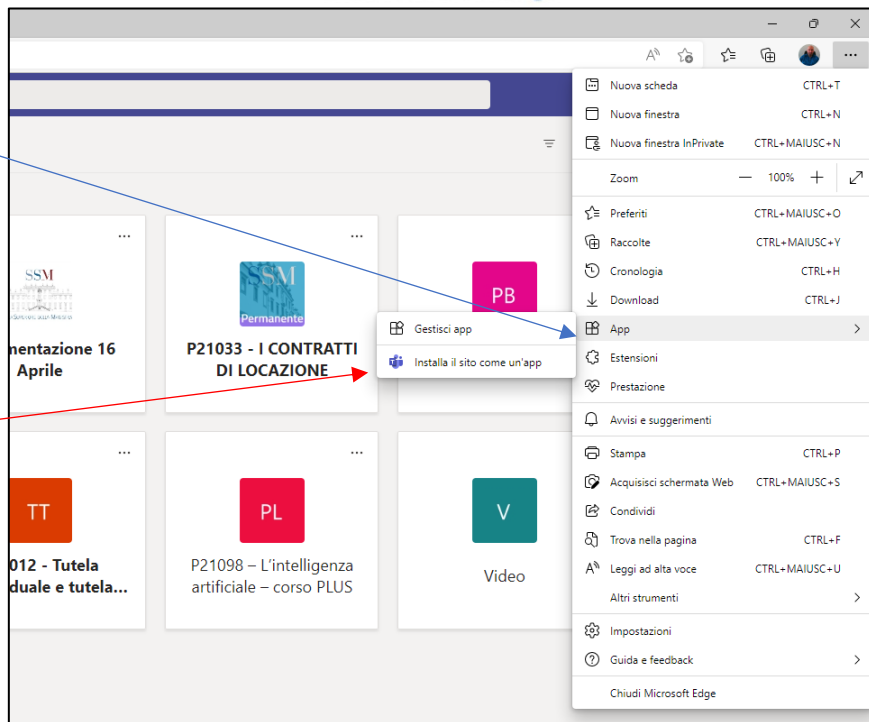 Nuova scheda CTRL+T
Nuova finestra CTRL+N
Nuova finestra InPrivate CTRL+MAIUSC+N
Zoom — 100% +
Preferiti CTRL+MAIUSC+O
Raccolte CTRL+MAIUSC+Y
Cronologia CTRL+H
Download CTRL+J
App
Estensioni
Prestazione
Avvisi e suggerimenti
Stampa CTRL+P
Acquisisci schermata Web CTRL+MAIUSC+S
Condividi
Trova nella pagina CTRL+F
Leggi ad alta voce CTRL+MAIUSC+U
Altri strumenti
Impostazioni
Guida e feedback
Chiudi Microsoft Edge
Gestisci app
Installa il sito come un'app
SSM
mentazione 16
Aprile
SSM
Permanente
P21033 - I CONTRATTI
DI LOCAZIONE
PB
TT
012 - Tutela
duale e tutela...
PL
P21098 – L'intelligenza
artificiale – corso PLUS
V
Video